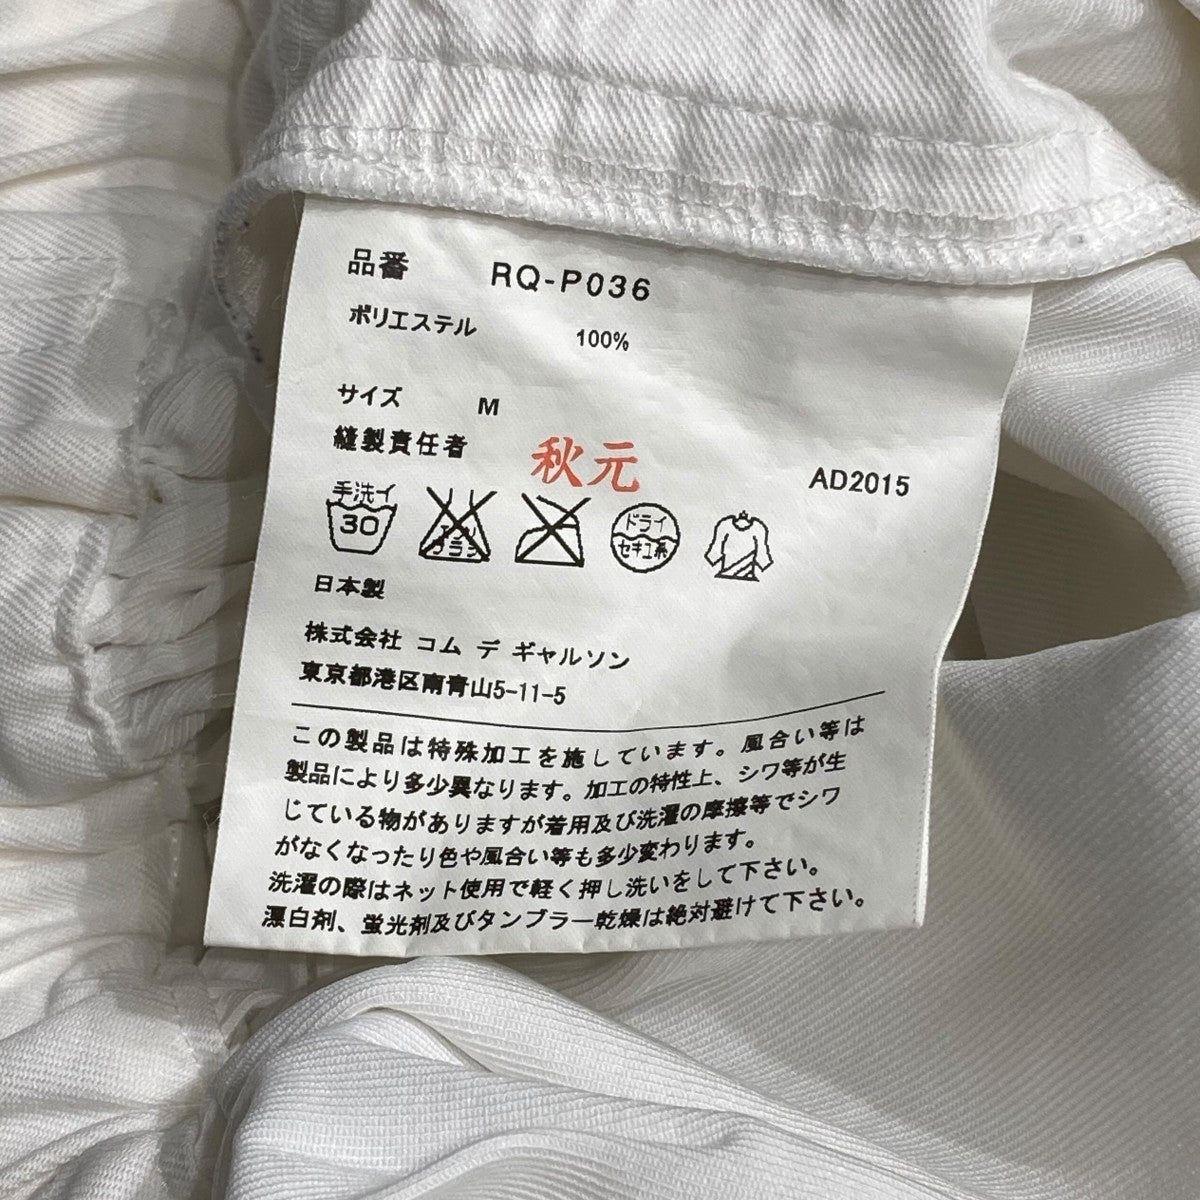 品番 RQ-P036
ポリエステル 100%
サイズ M
縫製責任者 秋元 AD2015
手洗イ 30 エンソ サラシ ドライ セキユ系
日本製
株式会社 コム デ ギャルソン
東京都港区南青山5-11-5
この製品は特殊加工を施しています。風合い等は
製品により多少異なります。加工の特性上、シワ等が生
じている物がありますが着用及び洗濯の摩擦等でシワ
がなくなったり色や風合い等も多少変わります。
洗濯の際はネット使用で軽く押し洗いをして下さい。
漂白剤、蛍光剤及びタンブラー乾燥は絶対避けて下さい。